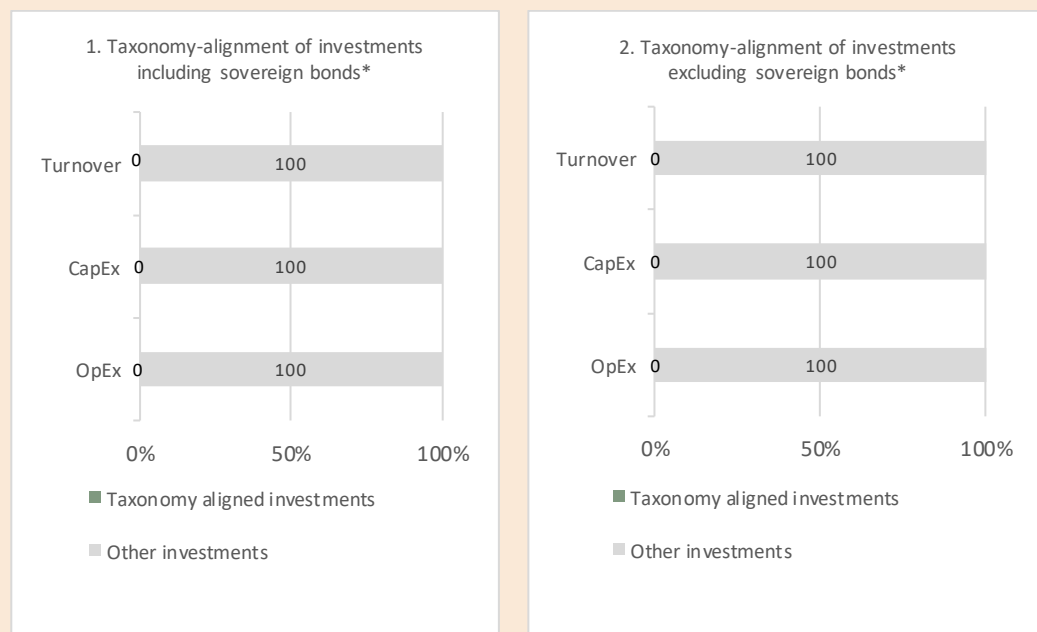 1. Taxonomy-alignment of investments
including sovereign bonds*
Turnover 0 100
CapEx 0 100
OpEx 0 100
0% 50% 100%
Taxonomy aligned investments
Other investments
2. Taxonomy-alignment of investments
excluding sovereign bonds*
Turnover 0 100
CapEx 0 100
OpEx 0 100
0% 50% 100%
Taxonomy aligned investments
Other investments